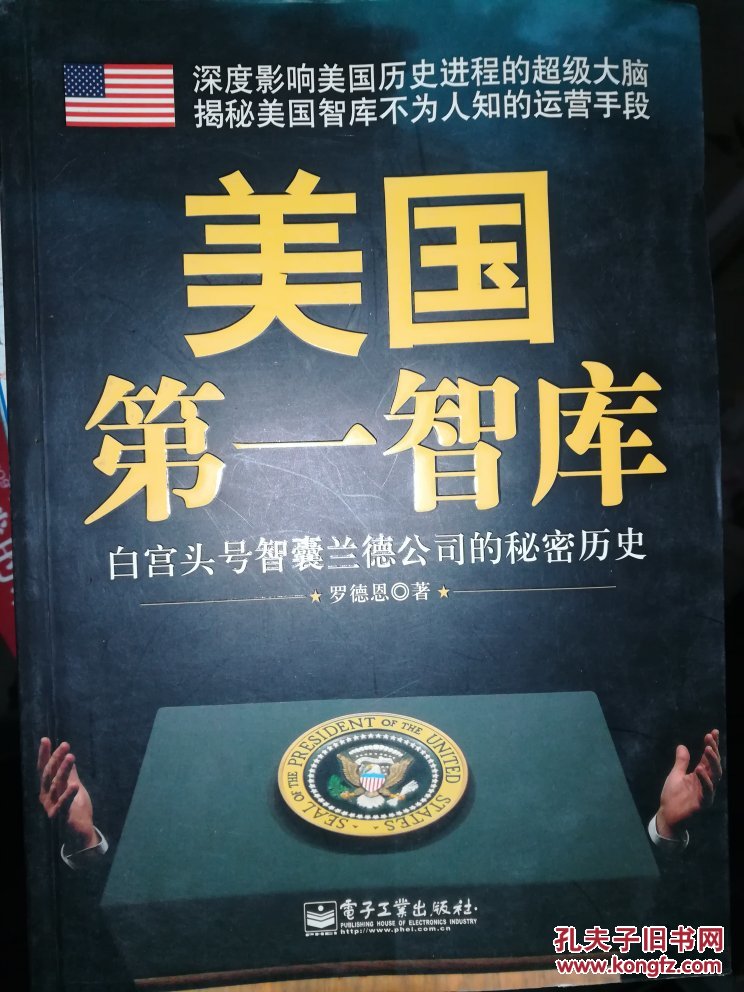 深度影响美国历史进程的超级大脑
揭秘美国智库不为人知的运营手段
美国
第一智库
白宫头号智囊兰德公司的秘密历史
★罗德恩◎著★
SEAL OF THE PRESIDENT OF THE UNITED STATES
電子工業出版社·
PUBLISHING HOUSE OF ELECTRONICS INDUSTRY
PHEI http://www.phei.com.cn
孔夫子旧书网
www.kongfz.com